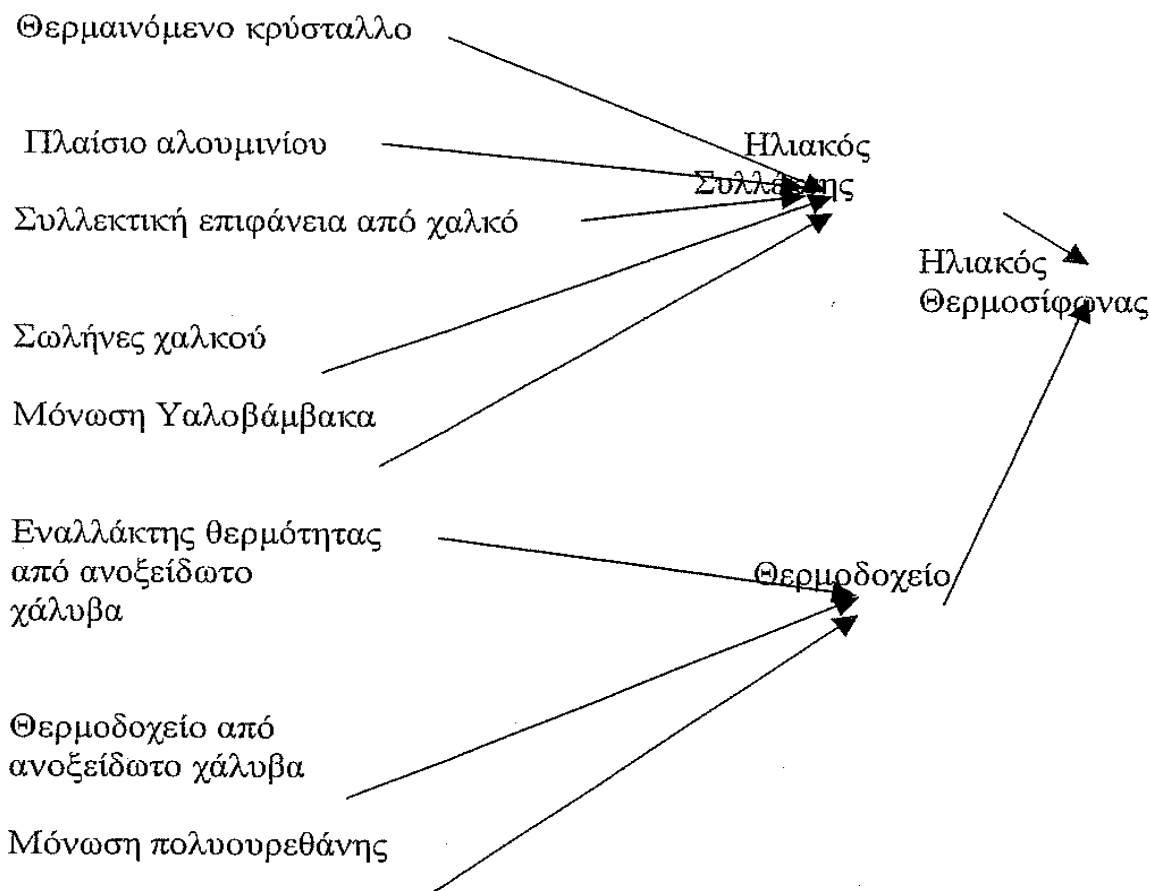 Θερμαινόμενο κρύσταλλο
Πλαίσιο αλουμινίου
Ηλιακός
Συλλέκτης
Συλλεκτική επιφάνεια από χαλκό
Ηλιακός
Θερμοσίφωνας
Σωλήνες χαλκού
Μόνωση Υαλοβάμβακα
Εναλλάκτης θερμότητας
από ανοξείδωτο
χάλυβα
Θερμοδοχείο
Θερμοδοχείο από
ανοξείδωτο χάλυβα
Μόνωση πολυουρεθάνης